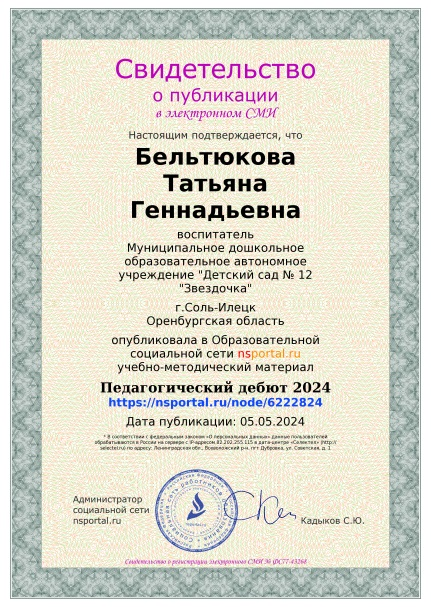 Свидетельство
о публикации
в электронном СМИ
Настоящим подтверждается, что
Бельтюкова
Татьяна
Геннадьевна
воспитатель
Муниципальное дошкольное
образовательное автономное
учреждение "Детский сад № 12
"Звездочка"
г.Соль-Илецк
Оренбургская область
опубликовала в Образовательной
социальной сети nsportal.ru
учебно-методический материал
Педагогический дебют 2024
https://nsportal.ru/node/6222824
Дата публикации: 05.05.2024
* В соответствии с федеральным законом «О персональных данных» данные пользователей
обрабатываются в России на сервере с IP-адресом 82.202.255.115 в дата-центре «Селектел» (http://
selectel.ru) по адресу: Ленинградская обл., Всеволожский р-н, пгт Дубровка, ул. Советская, д. 1
Администратор
социальной сети
nsportal.ru
Кадыков С.Ю.
Свидетельство о регистрации электронного СМИ № ФС77-43268